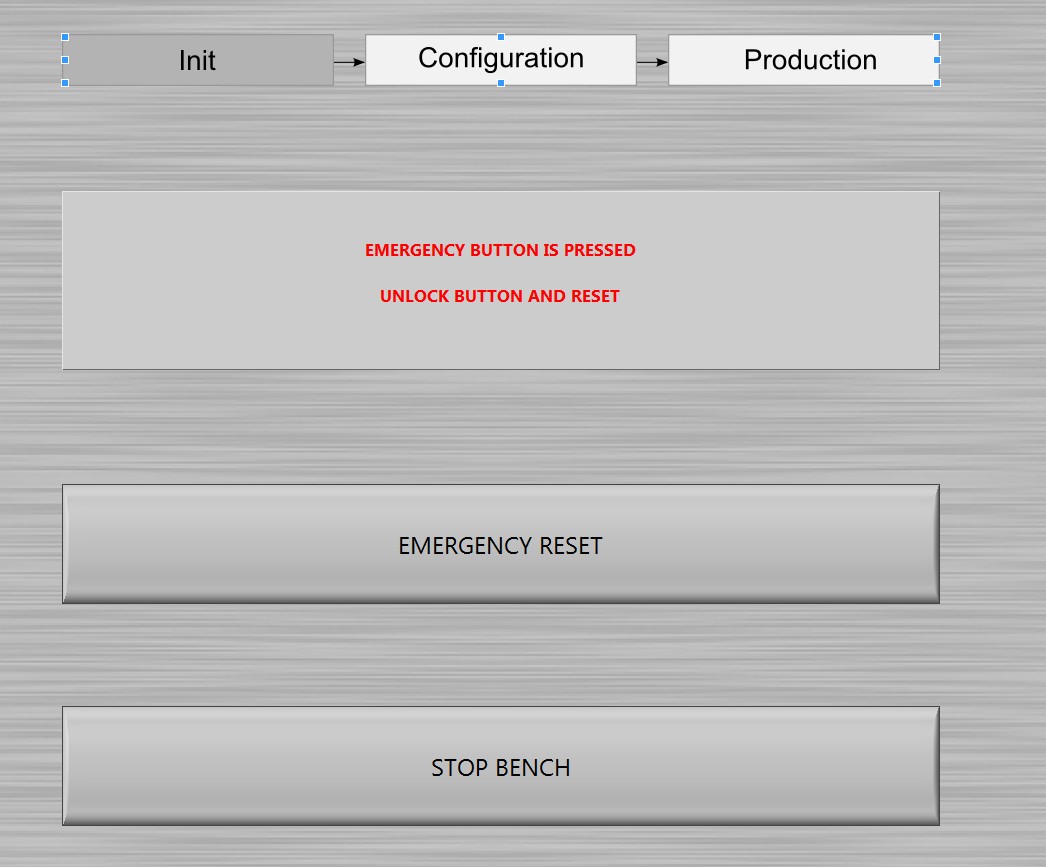 Init
Configuration
Production
EMERGENCY BUTTON IS PRESSED
UNLOCK BUTTON AND RESET
EMERGENCY RESET
STOP BENCH